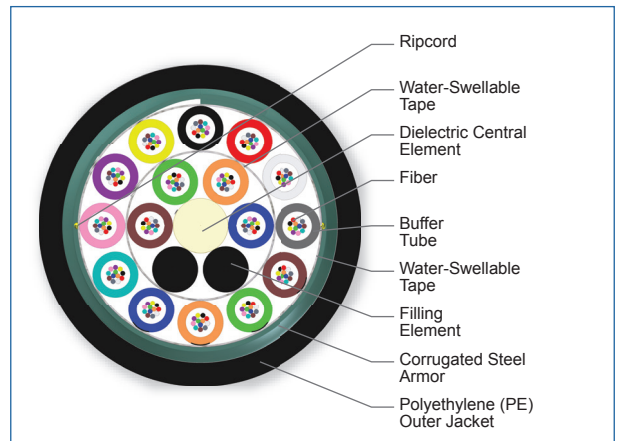 Ripcord
Water-Swellable
Tape
Dielectric Central
Element
Fiber
Buffer
Tube
Water-Swellable
Tape
Filling
Element
Corrugated Steel
Armor
Polyethylene (PE)
Outer Jacket